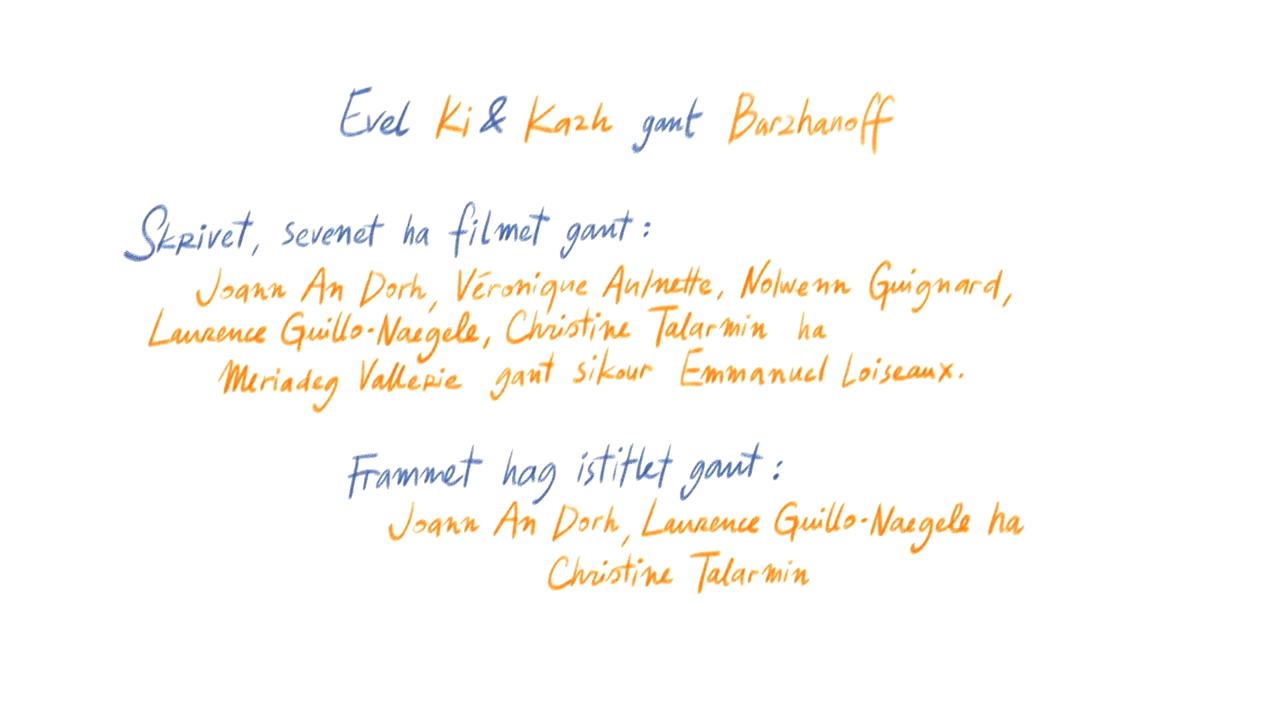 Evel Ki & Kazh gant Barzhanoff
Skrivet, sevenet ha filmet gant :
Joann An Dorh, Véronique Aulnette, Nolwenn Guignard,
Laurence Guillo-Naegele, Christine Talarmin ha
Meriadeg Vallerie gant sikour Emmanuel Loiseaux.
Frammet hag istitlet gant :
Joann An Dorh, Laurence Guillo-Naegele ha
Christine Talarmin